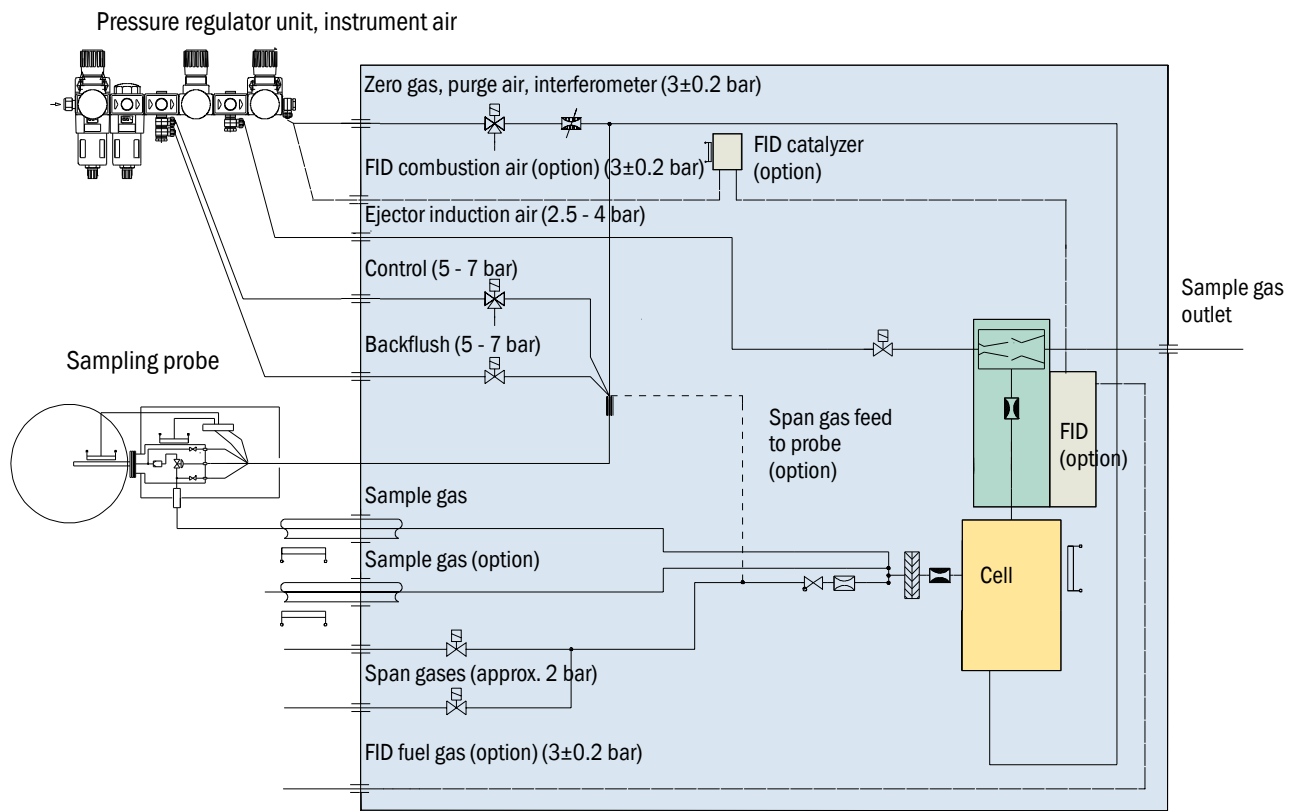 Pressure regulator unit, instrument air
Zero gas, purge air, interferometer (3±0.2 bar)
FID catalyzer
(option)
FID combustion air (option) (3±0.2 bar)
Ejector induction air (2.5 - 4 bar)
Control (5 - 7 bar)
Sample gas
outlet
Backflush (5 - 7 bar)
Sampling probe
Span gas feed
to probe
(option)
FID
(option)
Sample gas
Sample gas (option)
Cell
Span gases (approx. 2 bar)
FID fuel gas (option) (3±0.2 bar)